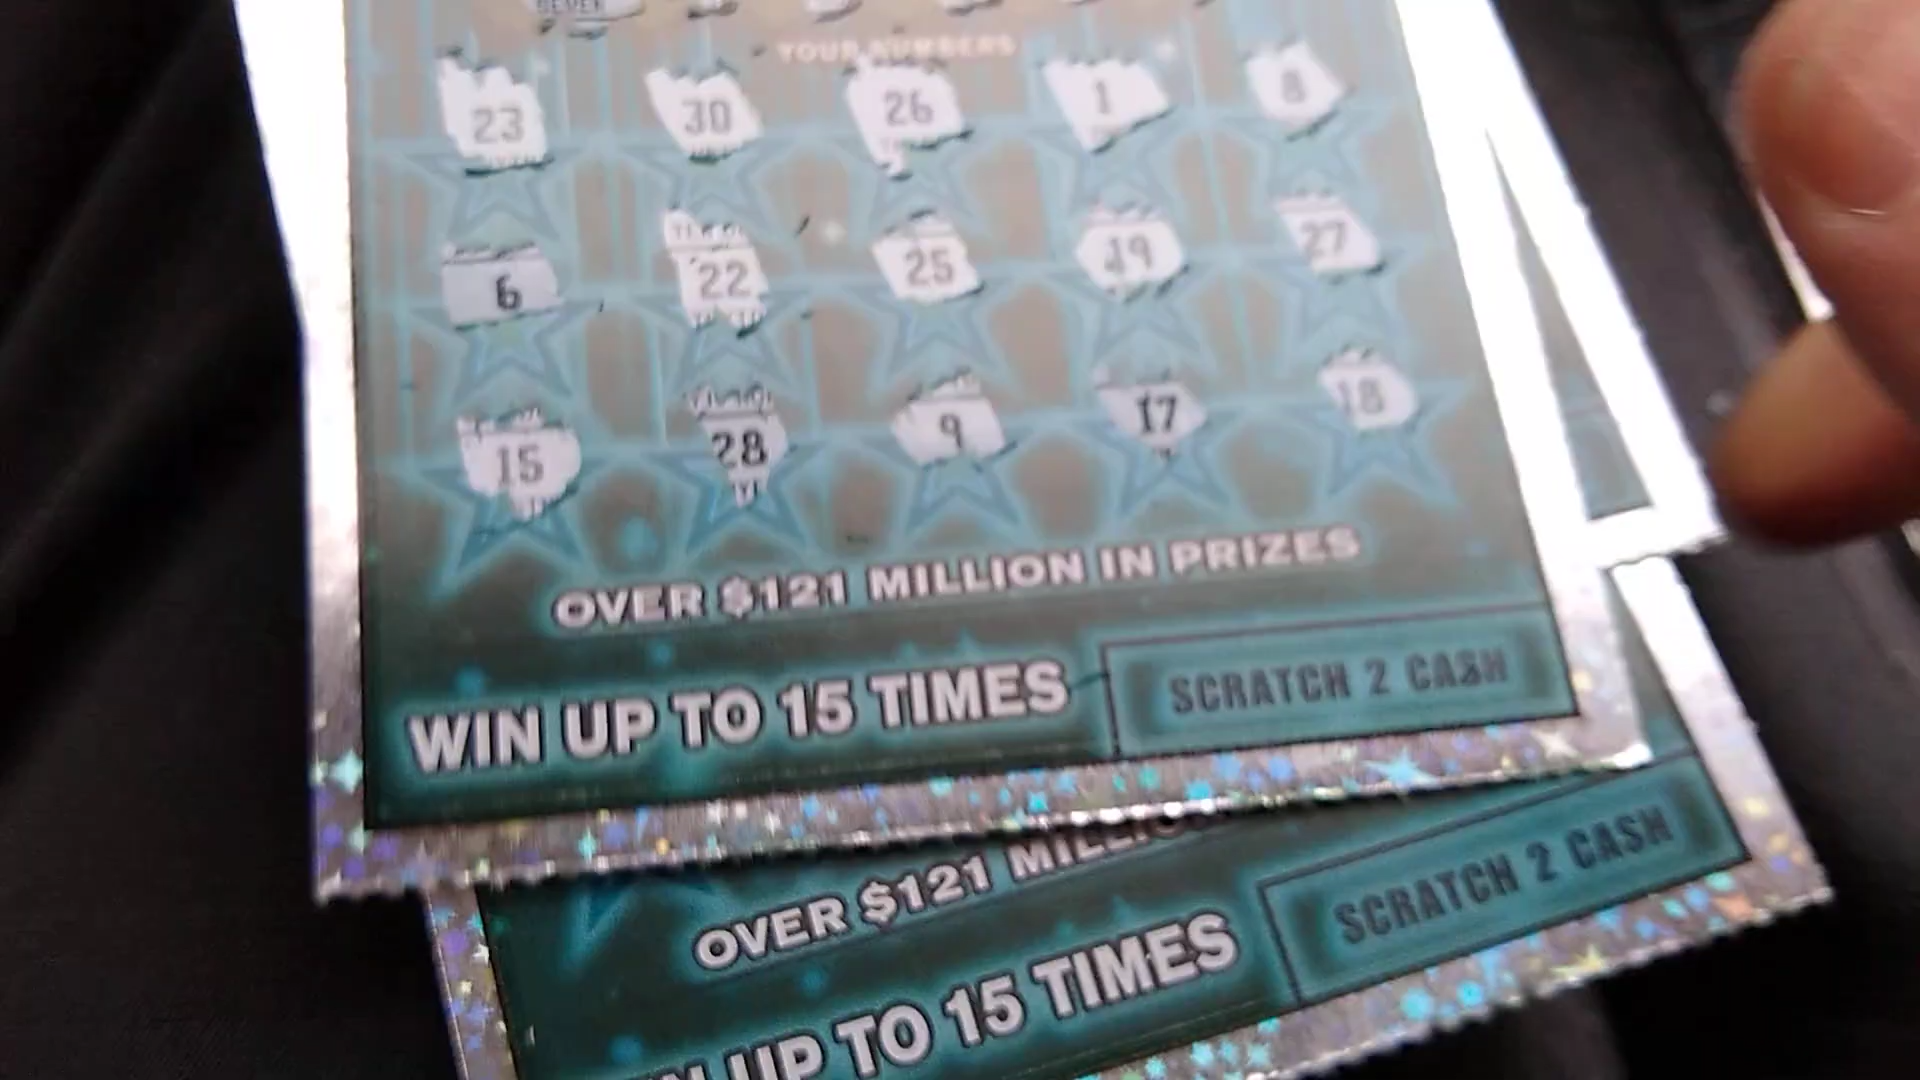 YOUR NUMBERS
23 30 26 1 8
6 22 25 19 27
15 28 9 17 18
OVER $121 MILLION IN PRIZES
WIN UP TO 15 TIMES
SCRATCH 2 CASH
OVER $121
UP TO 15 TIMES
SCRATCH 2 CASH